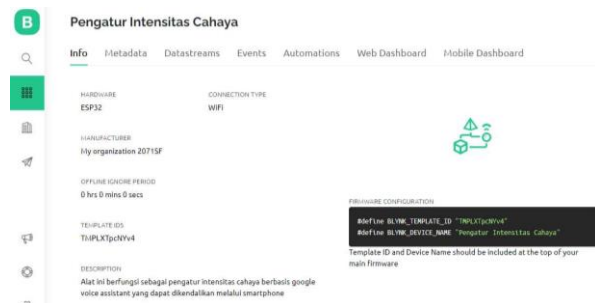 B
Pengatur Intensitas Cahaya
Info Metadata Datastreams Events Automations Web Dashboard Mobile Dashboard
HARDWARE
ESP32
CONNECTION TYPE
WiFi
MANUFACTURER
My organization 2071SF
OFFLINE IGNORE PERIOD
0 hrs 0 mins 0 secs
TEMPLATE IDS
TMPLXTpcNYv4
DESCRIPTION
Alat ini berfungsi sebagai pengatur intensitas cahaya berbasis google
voice assistant yang dapat dikendalikan melalui smartphone
FIRMWARE CONFIGURATION
#define BLYNK_TEMPLATE_ID "TMPLXTpcNYv4"
#define BLYNK_DEVICE_NAME "Pengatur Intensitas Cahaya"
Template ID and Device Name should be included at the top of your
main firmware